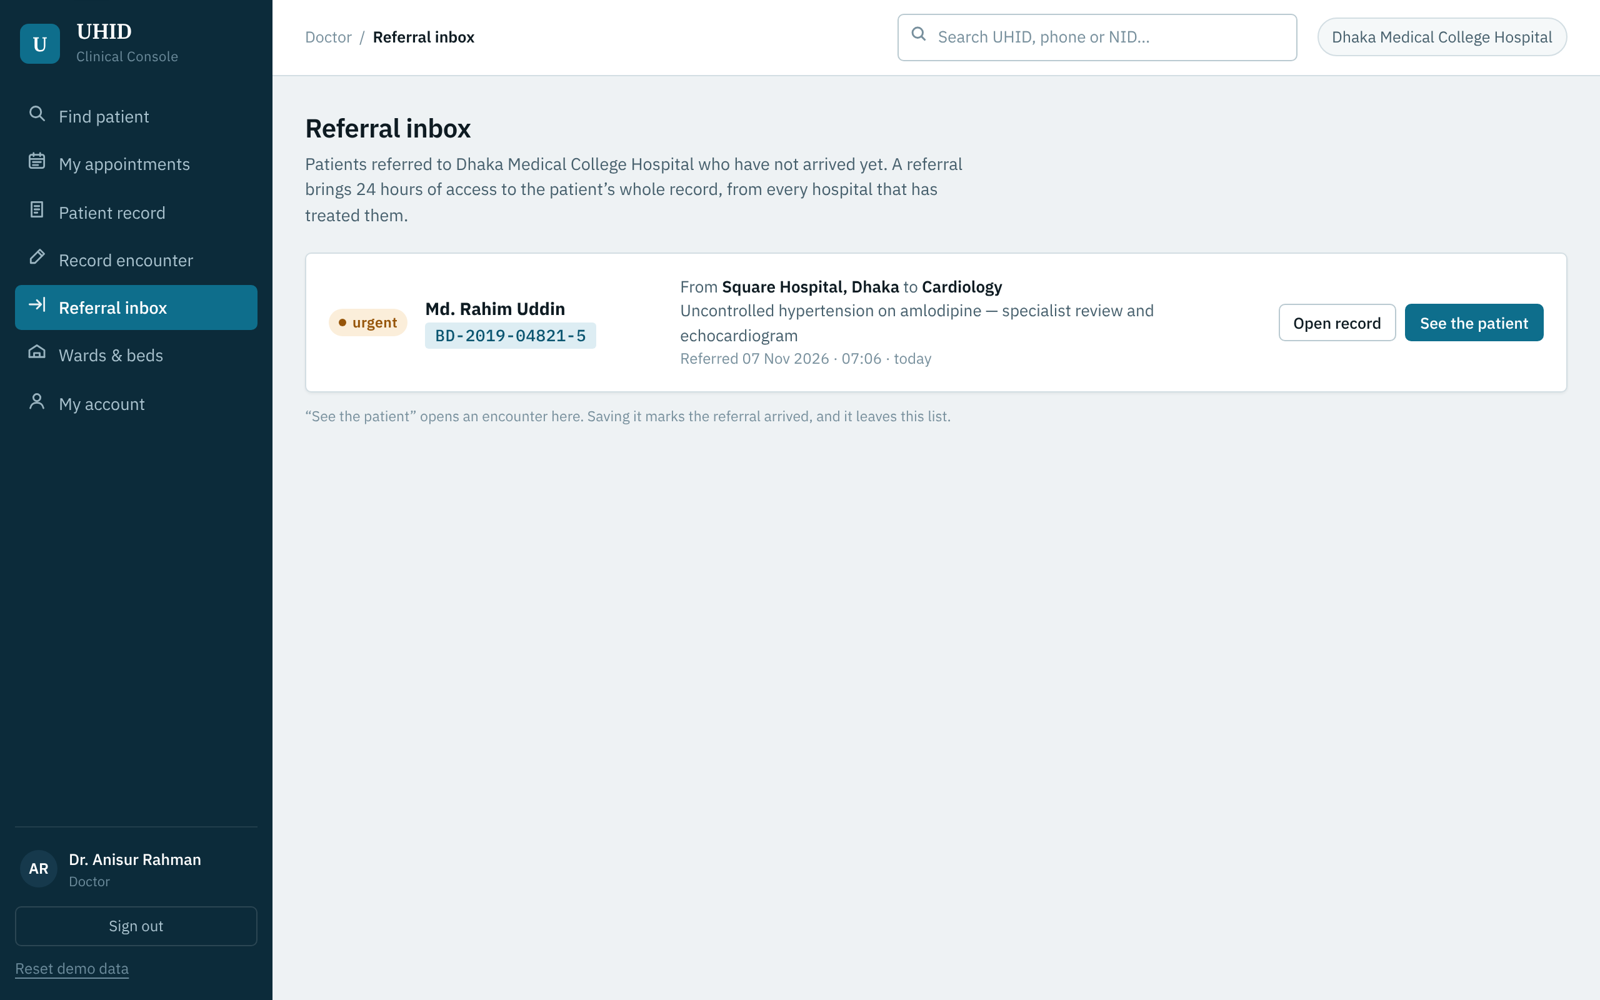 U
UHID
Clinical Console
Find patient
My appointments
Patient record
Record encounter
Referral inbox
Wards & beds
My account
AR
Dr. Anisur Rahman
Doctor
Sign out
Reset demo data
Doctor / Referral inbox
Search UHID, phone or NID...
Dhaka Medical College Hospital
Referral inbox
Patients referred to Dhaka Medical College Hospital who have not arrived yet. A referral
brings 24 hours of access to the patient’s whole record, from every hospital that has
treated them.
urgent
Md. Rahim Uddin
BD-2019-04821-5
From Square Hospital, Dhaka to Cardiology
Uncontrolled hypertension on amlodipine — specialist review and
echocardiogram
Referred 07 Nov 2026 · 07:06 · today
Open record
See the patient
“See the patient” opens an encounter here. Saving it marks the referral arrived, and it leaves this list.